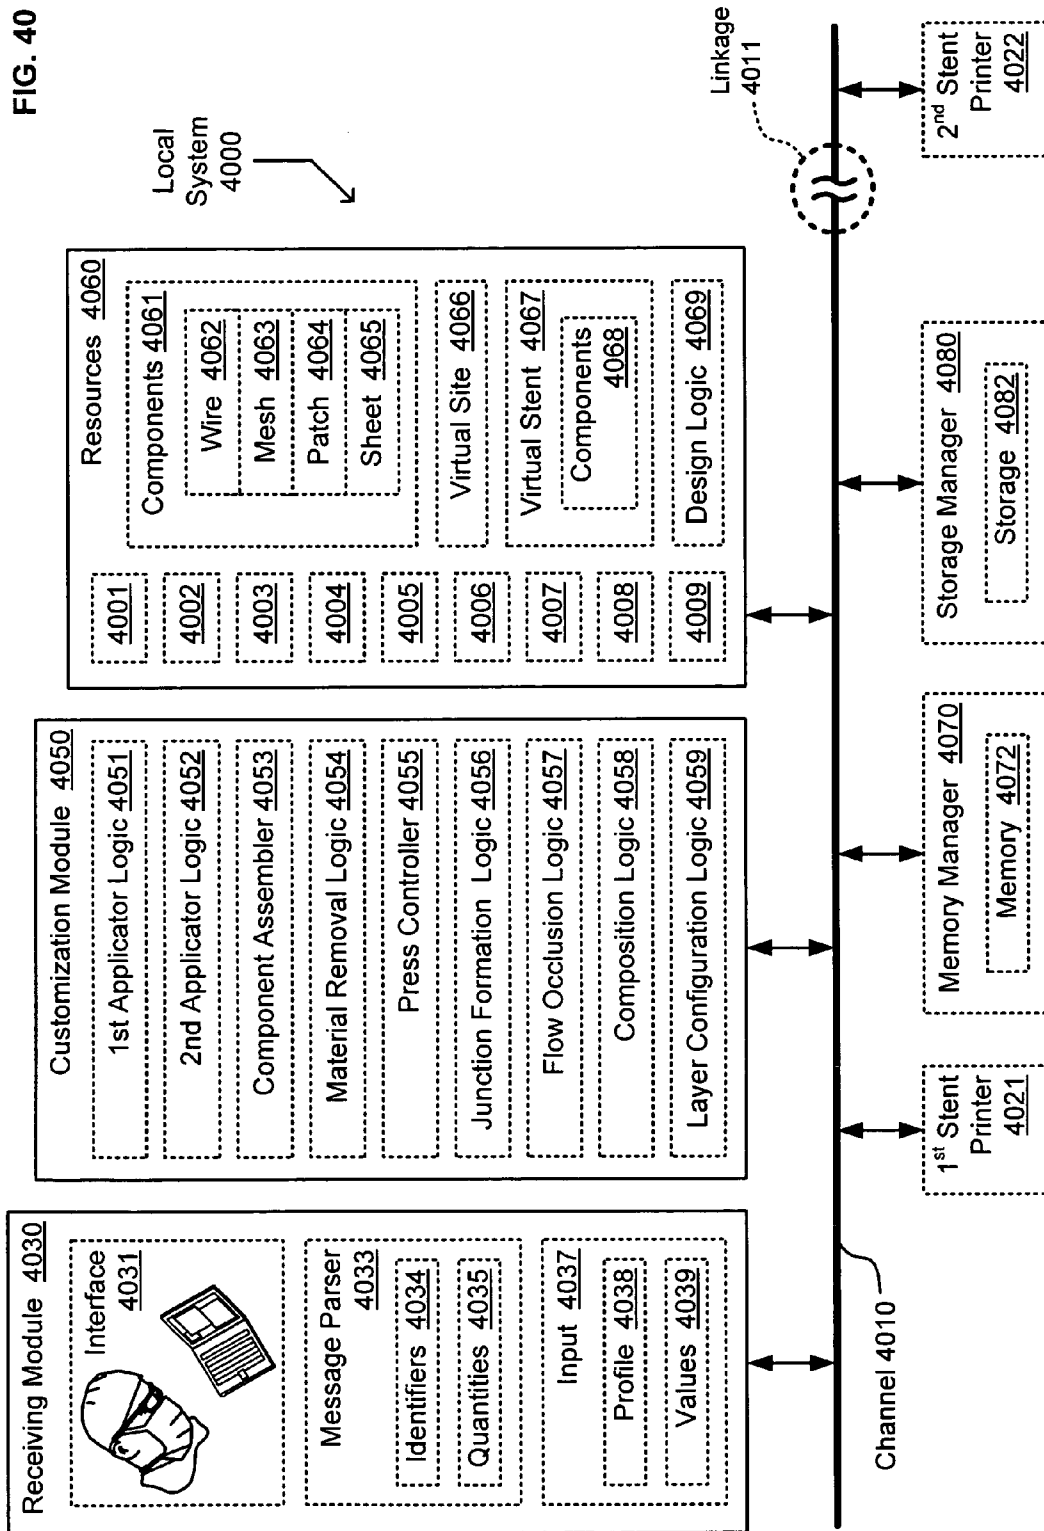 FIG. 40
Local
System
4000
Receiving Module 4030
Interface
4031
Message Parser
4033
Identifiers 4034
Quantities 4035
Input 4037
Profile 4038
Values 4039
Customization Module 4050
1st Applicator Logic 4051
2nd Applicator Logic 4052
Component Assembler 4053
Material Removal Logic 4054
Press Controller 4055
Junction Formation Logic 4056
Flow Occlusion Logic 4057
Composition Logic 4058
Layer Configuration Logic 4059
Resources 4060
4001
4002
4003
4004
4005
4006
4007
4008
4009
Components 4061
Wire 4062
Mesh 4063
Patch 4064
Sheet 4065
Virtual Site 4066
Virtual Stent 4067
Components
4068
Design Logic 4069
Linkage
4011
Channel 4010
1st Stent
Printer
4021
Memory Manager 4070
Memory 4072
Storage Manager 4080
Storage 4082
2nd Stent
Printer
4022